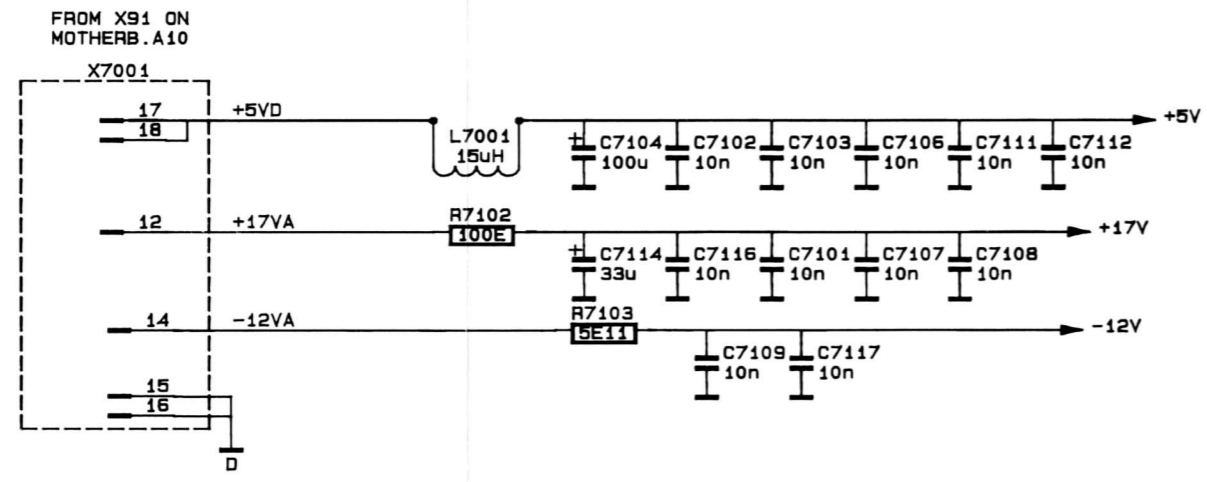 FROM X91 ON
MOTHERB.A10
X7001
17 +5VD
18
L7001
15uH
+ C7104
100u
C7102
10n
C7103
10n
C7106
10n
C7111
10n
C7112
10n
+5V
12 +17VA
R7102
100E
+ C7114
33u
C7116
10n
C7101
10n
C7107
10n
C7108
10n
+17V
14 -12VA
R7103
5E11
C7109
10n
C7117
10n
-12V
15
16
D